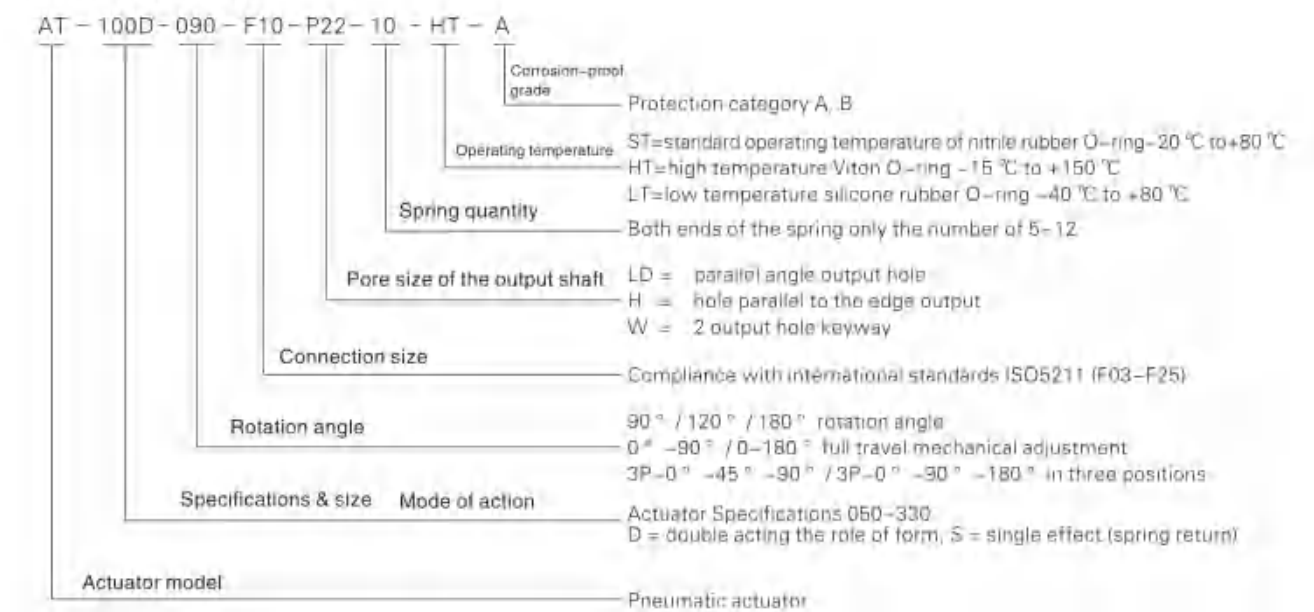 AT - 100D - 090 - F10 - P22 - 10 - HT - A
Corrosion-proof
grade
Protection category A, B
Operating temperature
ST=standard operating temperature of nitrile rubber O-ring-20 ℃ to+80 ℃
HT=high temperature Viton O-ring -15 ℃ to +150 ℃
LT=low temperature silicone rubber O-ring -40 ℃ to +80 ℃
Spring quantity
Both ends of the spring only the number of 5-12
Pore size of the output shaft
LD = parallel angle output hole
H = hole parallel to the edge output
W = 2 output hole keyway
Connection size
Compliance with international standards ISO5211 (F03-F25)
Rotation angle
90° / 120° / 180° rotation angle
0° -90° / 0-180° full travel mechanical adjustment
3P-0° -45° -90° / 3P-0° -90° -180° in three positions
Specifications & size Mode of action
Actuator Specifications 050-330
D = double acting the role of form, S = single effect (spring return)
Actuator model
Pneumatic actuator